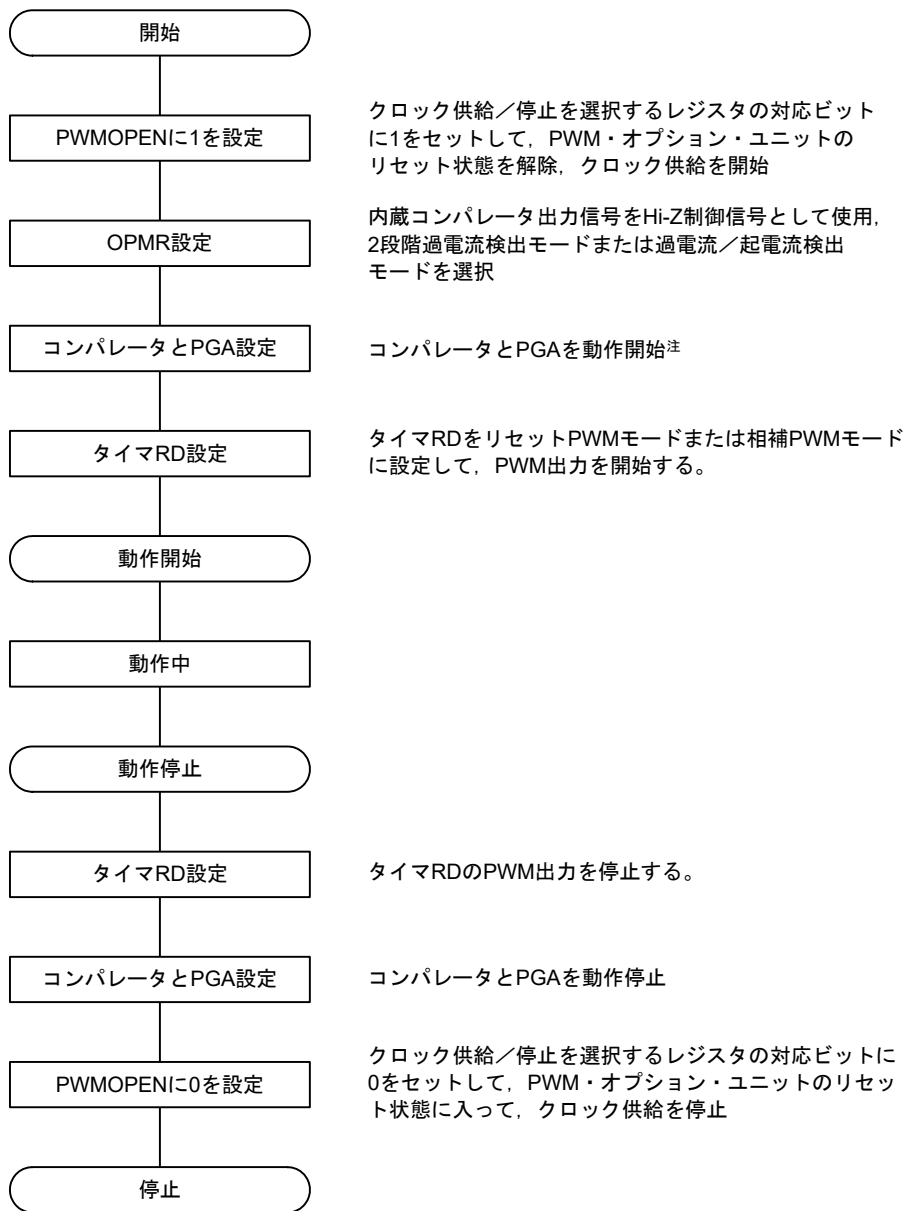 開始
PWMOPENに1を設定
クロック供給／停止を選択するレジスタの対応ビット
に1をセットして，PWM・オプション・ユニットの
リセット状態を解除，クロック供給を開始
OPMR設定
内蔵コンパレータ出力信号をHi-Z制御信号として使用，
2段階過電流検出モードまたは過電流／起電流検出
モードを選択
コンパレータとPGA設定
コンパレータとPGAを動作開始注
タイマRD設定
タイマRDをリセットPWMモードまたは相補PWMモード
に設定して，PWM出力を開始する。
動作開始
動作中
動作停止
タイマRD設定
タイマRDのPWM出力を停止する。
コンパレータとPGA設定
コンパレータとPGAを動作停止
PWMOPENに0を設定
クロック供給／停止を選択するレジスタの対応ビットに
0をセットして，PWM・オプション・ユニットのリセッ
ト状態に入って，クロック供給を停止
停止